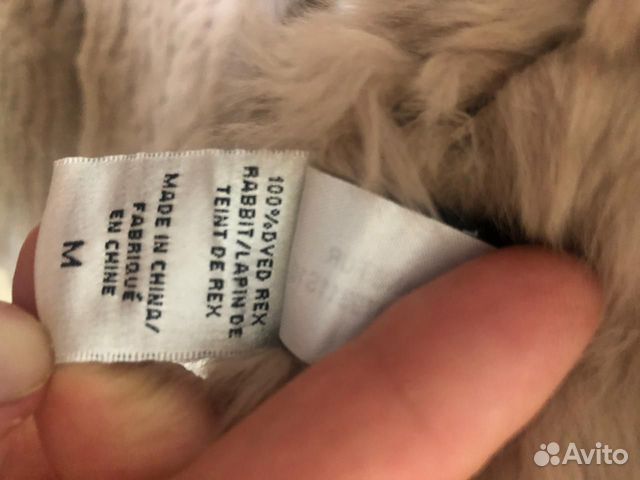 100%DYED REX
RABBIT/LAPIN DE
TEINT DE REX
MADE IN CHINA/
FABRIQUÉ
EN CHINE
M
Avito